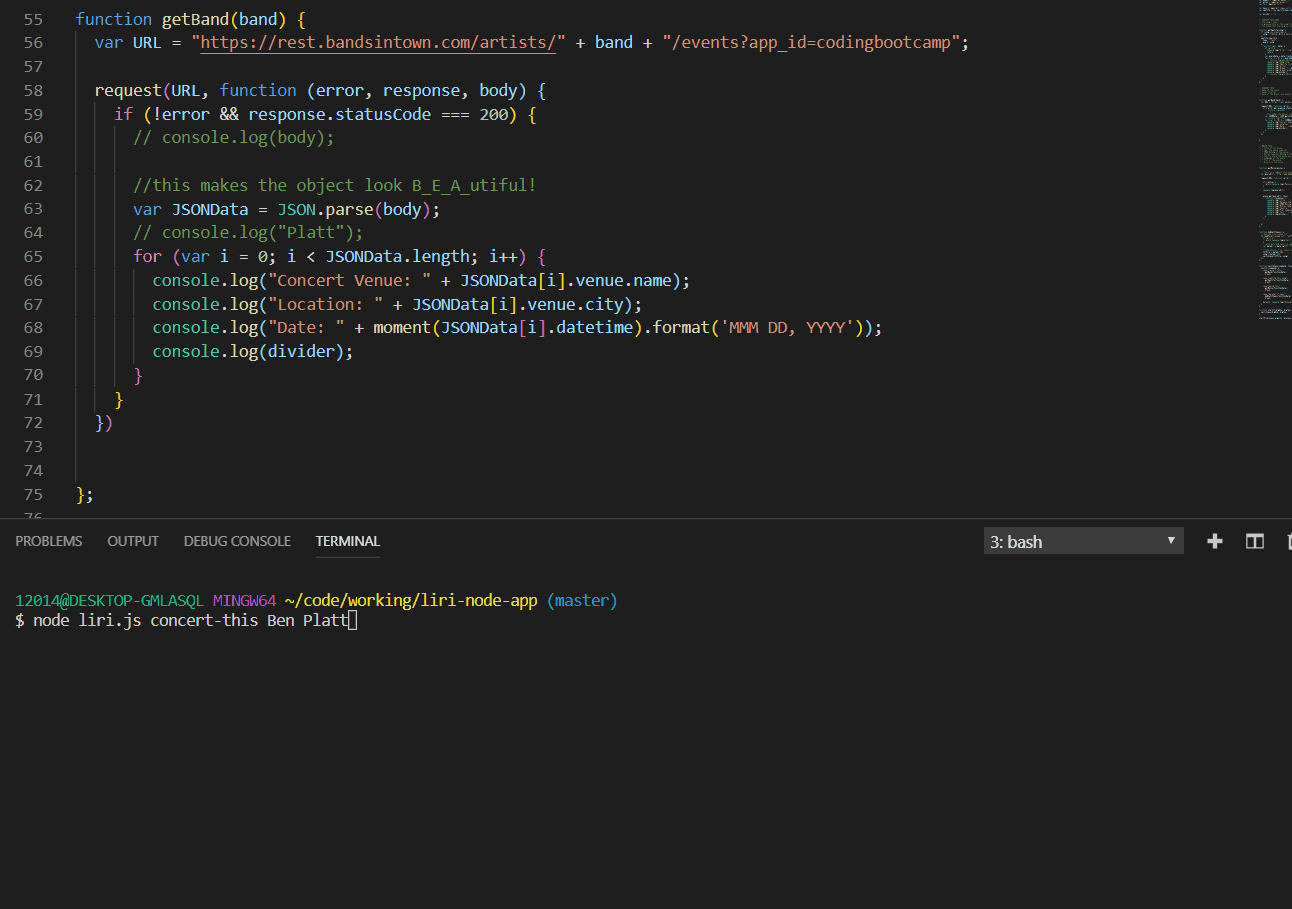 55 function getBand(band) {
56 var URL = "https://rest.bandsintown.com/artists/" + band + "/events?app_id=codingbootcamp";
57
58 request(URL, function (error, response, body) {
59 if (!error && response.statusCode === 200) {
60 // console.log(body);
61
62 //this makes the object look B_E_A_utiful!
63 var JSONData = JSON.parse(body);
64 // console.log("Platt");
65 for (var i = 0; i < JSONData.length; i++) {
66 console.log("Concert Venue: " + JSONData[i].venue.name);
67 console.log("Location: " + JSONData[i].venue.city);
68 console.log("Date: " + moment(JSONData[i].datetime).format('MMM DD, YYYY'));
69 console.log(divider);
70 }
71 }
72 })
73
74
75 };
76
PROBLEMS OUTPUT DEBUG CONSOLE TERMINAL 3: bash
12014@DESKTOP-GMLASQL MINGW64 ~/code/working/liri-node-app (master)
$ node liri.js concert-this Ben Platt